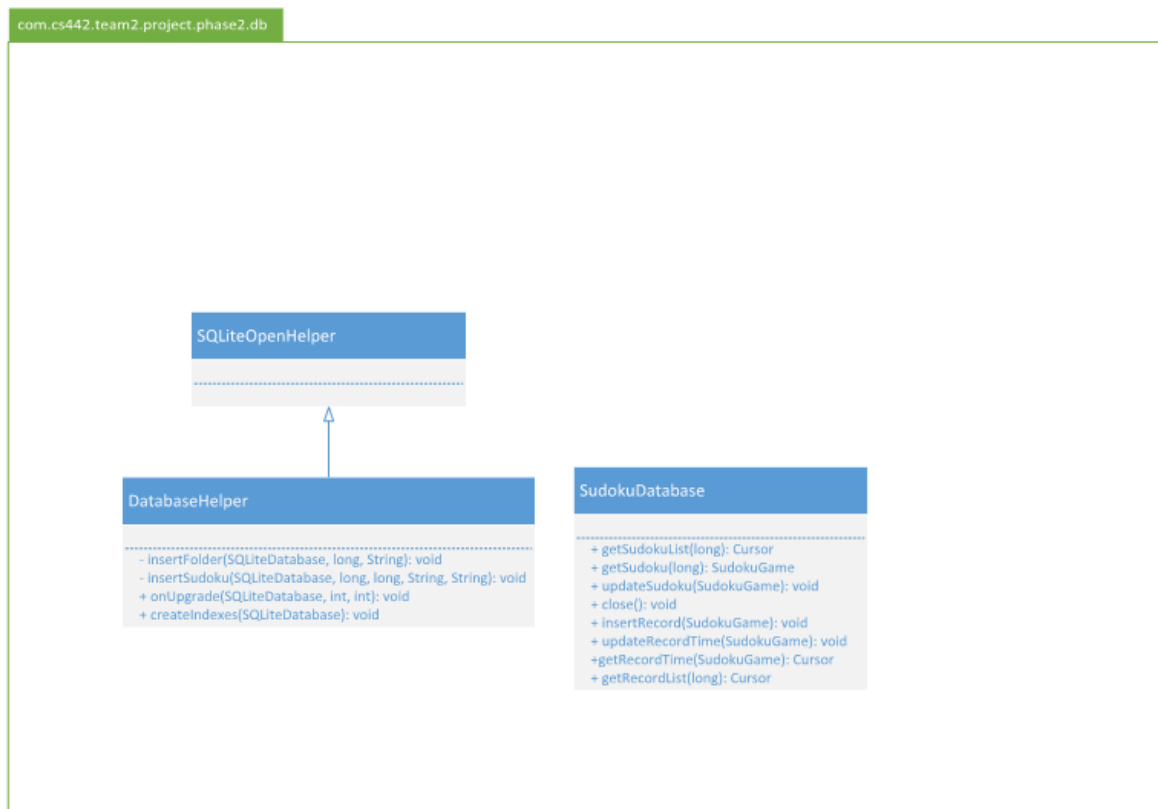 com.cs442.team2.project.phase2.db
SQLiteOpenHelper
DatabaseHelper
- insertFolder(SQLiteDatabase, long, String): void
- insertSudoku(SQLiteDatabase, long, long, String, String): void
+ onUpgrade(SQLiteDatabase, int, int): void
+ createIndexes(SQLiteDatabase): void
SudokuDatabase
+ getSudokuList(long): Cursor
+ getSudoku(long): SudokuGame
+ updateSudoku(SudokuGame): void
+ close(): void
+ insertRecord(SudokuGame): void
+ updateRecordTime(SudokuGame): void
+getRecordTime(SudokuGame): Cursor
+ getRecordList(long): Cursor